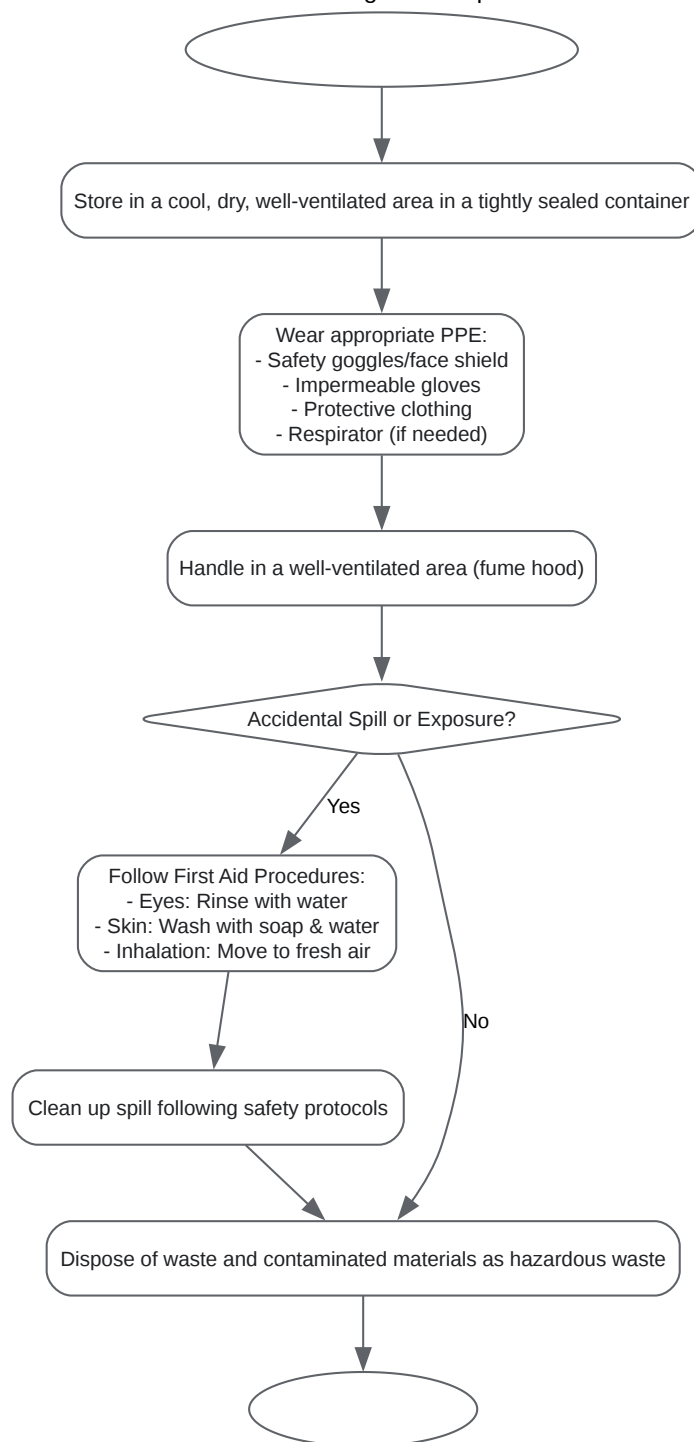 Store in a cool, dry, well-ventilated area in a tightly sealed container
Wear appropriate PPE:
- Safety goggles/face shield
- Impermeable gloves
- Protective clothing
- Respirator (if needed)
Handle in a well-ventilated area (fume hood)
Accidental Spill or Exposure?
Yes
Follow First Aid Procedures:
- Eyes: Rinse with water
- Skin: Wash with soap & water
- Inhalation: Move to fresh air
No
Clean up spill following safety protocols
Dispose of waste and contaminated materials as hazardous waste